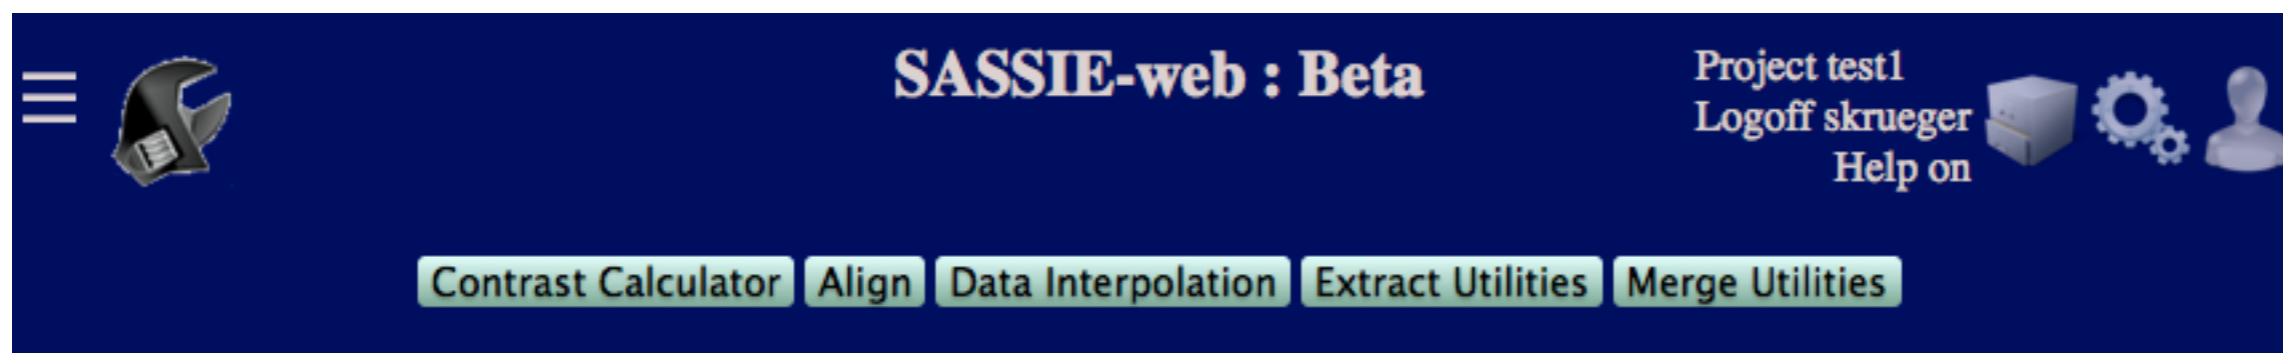 SASSIE-web : Beta
Project test1
Logoff skrueger
Help on
Contrast Calculator Align Data Interpolation Extract Utilities Merge Utilities